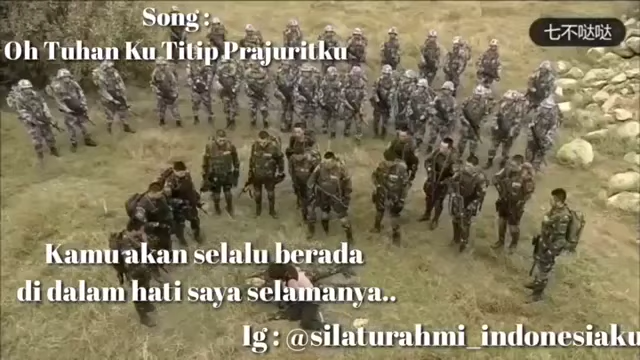 Song :
Oh Tuhan Ku Titip Prajuritku
七不哒哒
Kamu akan selalu berada
di dalam hati saya selamanya..
Ig : @silaturahmi_indonesiaku